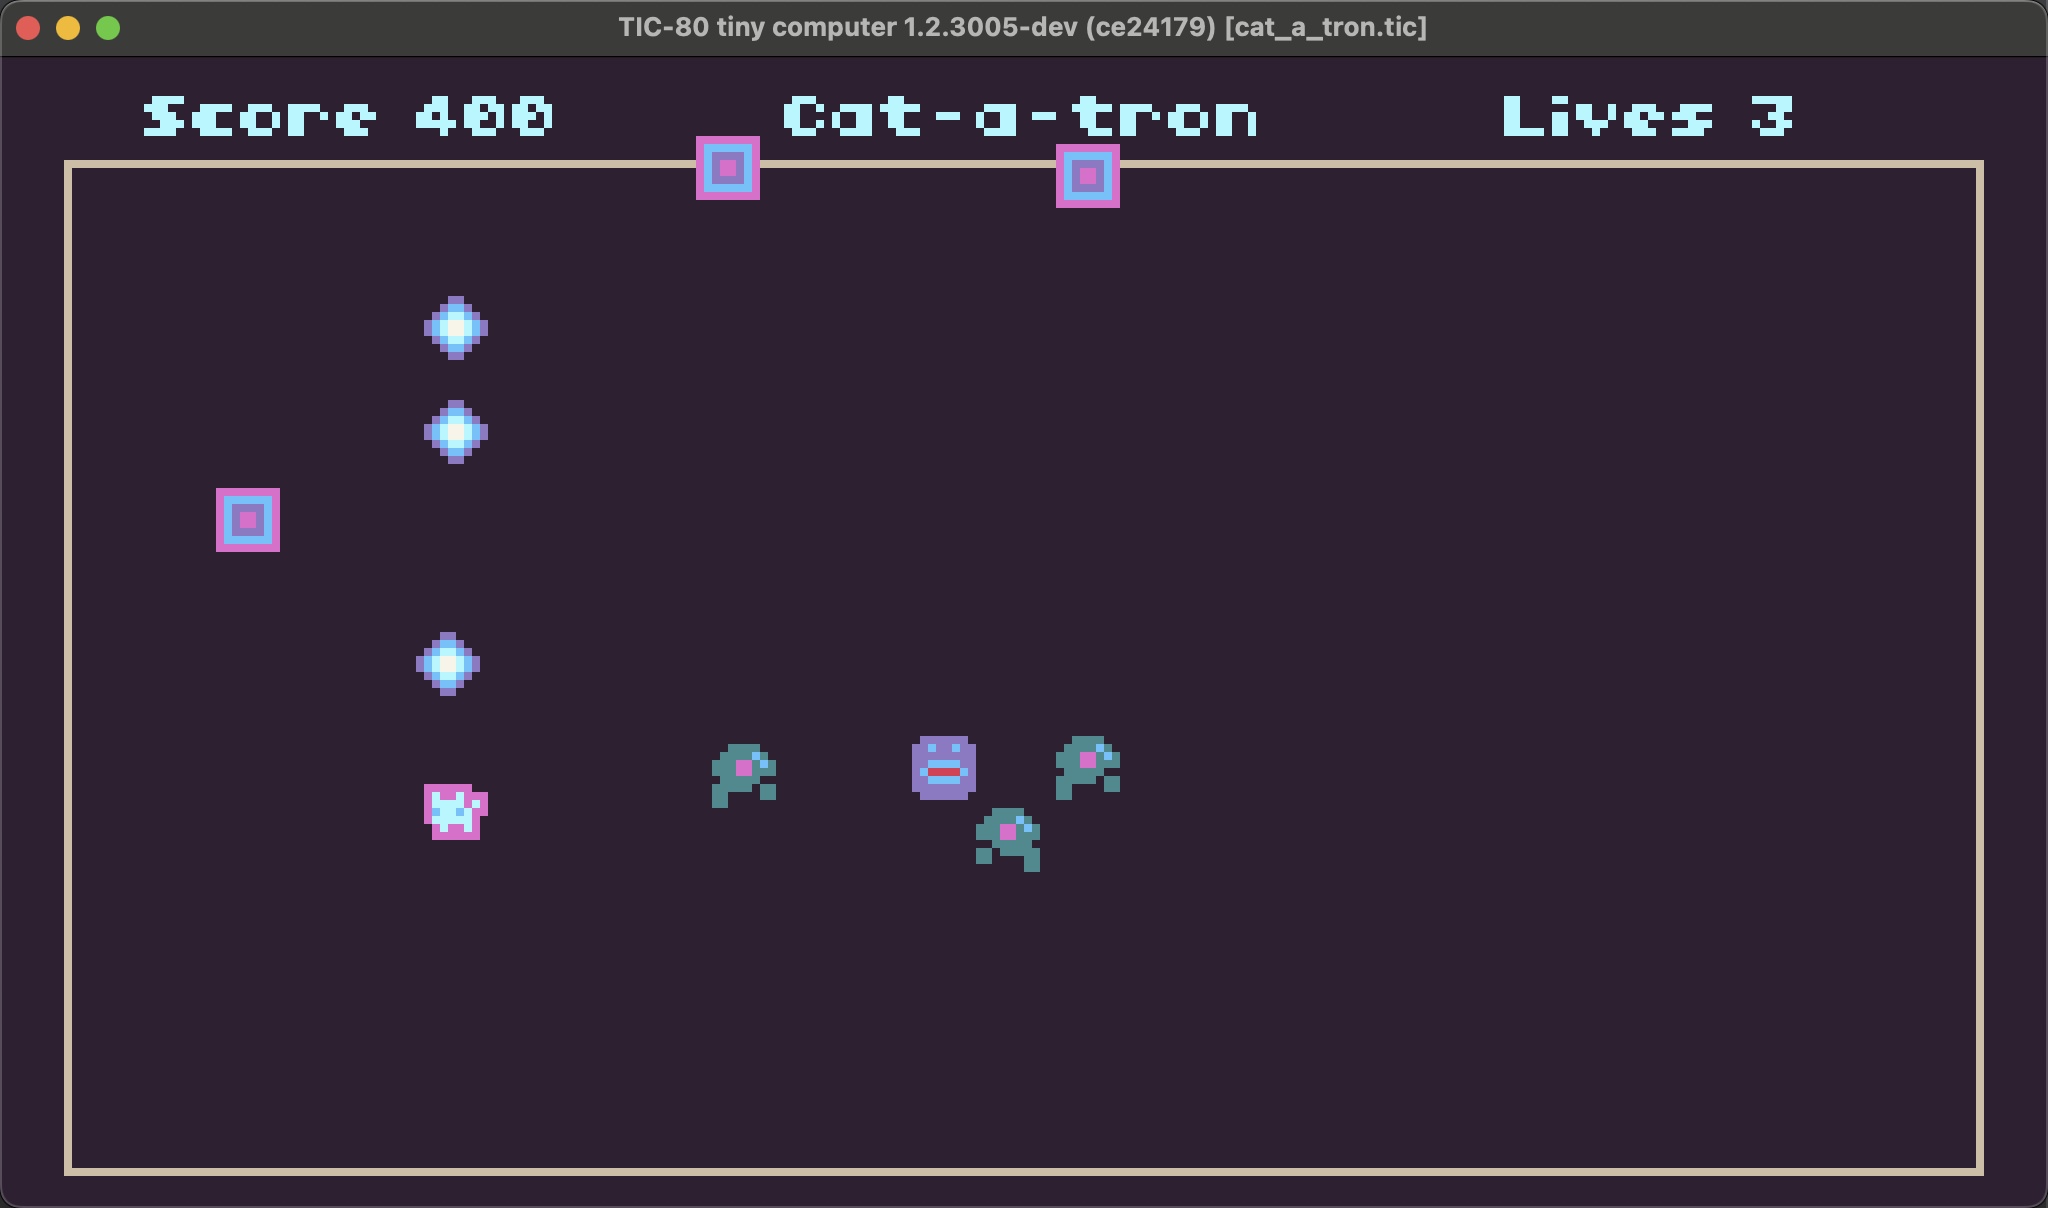 TIC-80 tiny computer 1.2.3005-dev (ce24179) [cat_a_tron.tic]
Score 400 Cat-a-tron Lives 3